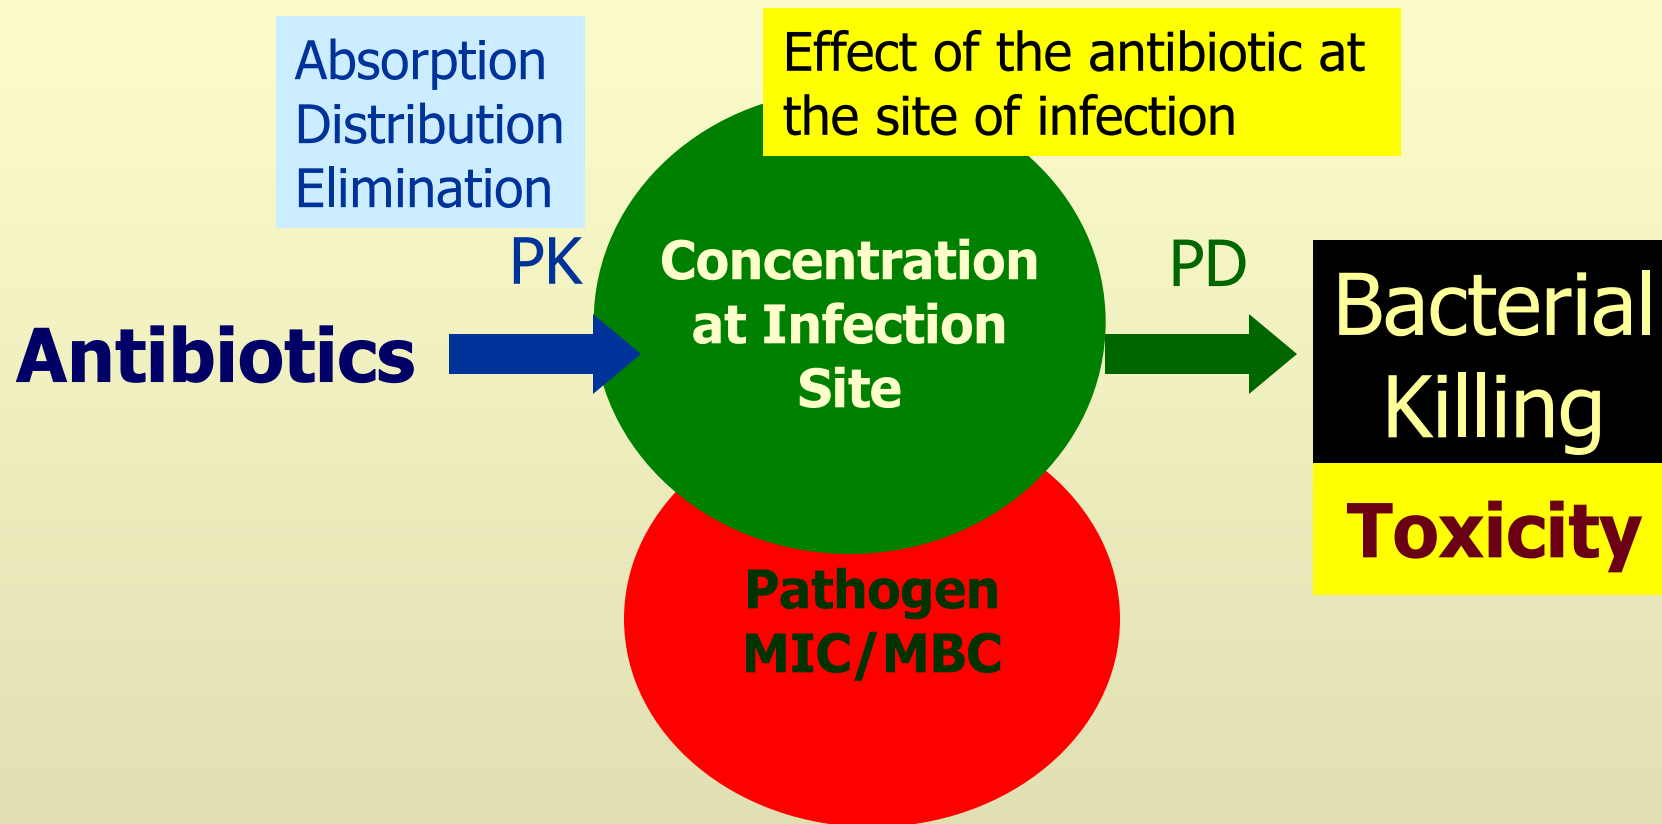 Absorption
Distribution
Elimination
Effect of the antibiotic at
the site of infection
PK
Antibiotics
Concentration
at Infection
Site
PD
Bacterial
Killing
Toxicity
Pathogen
MIC/MBC